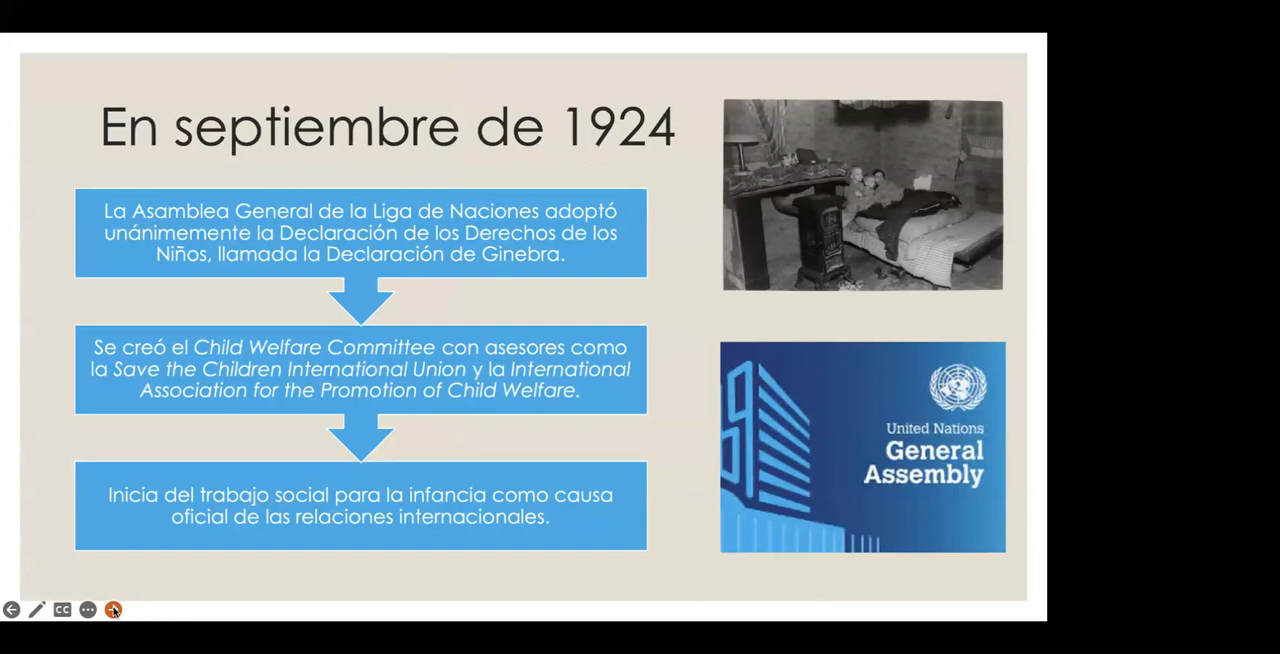 En septiembre de 1924
La Asamblea General de la Liga de Naciones adoptó
unánimemente la Declaración de los Derechos de los
Niños, llamada la Declaración de Ginebra.
Se creó el Child Welfare Committee con asesores como
la Save the Children International Union y la International
Association for the Promotion of Child Welfare.
Inicia del trabajo social para la infancia como causa
oficial de las relaciones internacionales.
United Nations
General
Assembly
CC